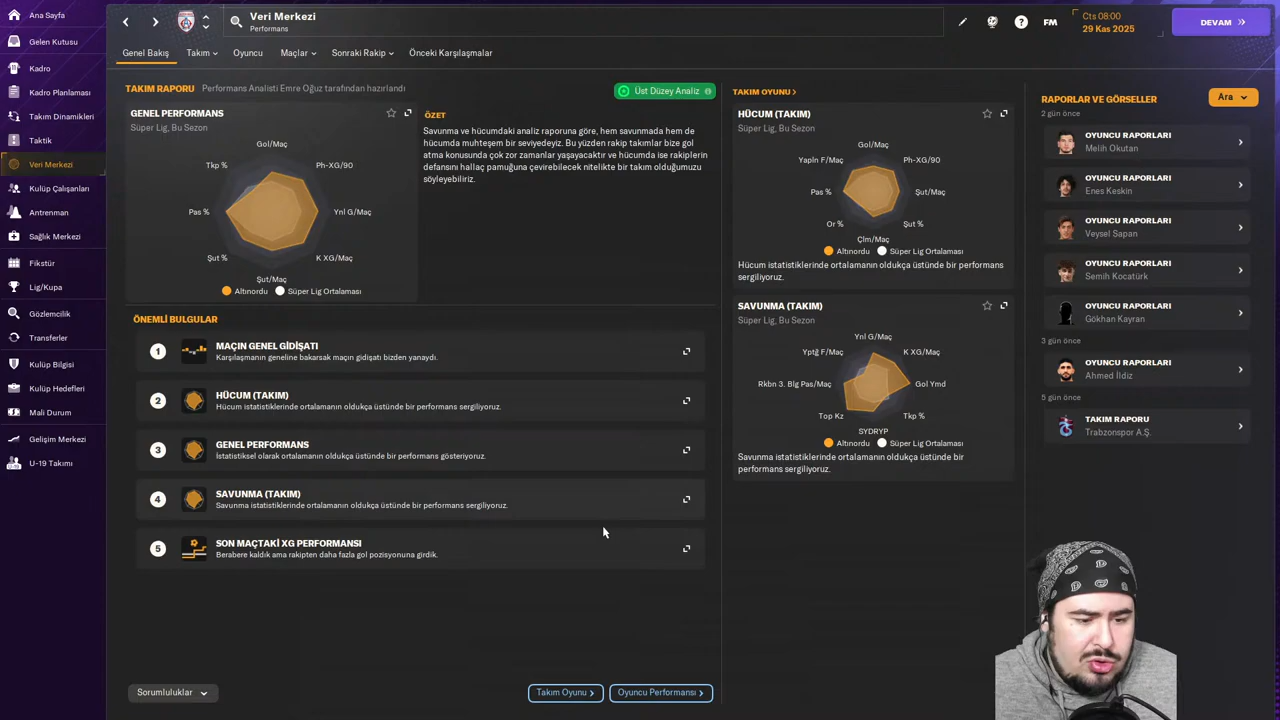 Ana Sayfa
Gelen Kutusu
Kadro
Kadro Planlaması
Takım Dinamikleri
Taktik
Veri Merkezi
Kulüp Çalışanları
Antrenman
Sağlık Merkezi
Fikstür
Lig/Kupa
Gözlemcilik
Transferler
Kulüp Bilgisi
Kulüp Hedefleri
Mali Durum
Gelişim Merkezi
U-19 Takımı
Veri Merkezi
Performans
FM
Cts 08:00
29 Kas 2025
DEVAM
Genel Bakış
Takım
Oyuncu
Maçlar
Sonraki Rakip
Önceki Karşılaşmalar
TAKIM RAPORU
Performans Analisti Emre Oğuz tarafından hazırlandı
Üst Düzey Analiz
GENEL PERFORMANS
Süper Lig, Bu Sezon
Gol/Maç
Tkp %
Ph-XG/90
Pas %
Ynl G/Maç
Şut %
K XG/Maç
Şut/Maç
Altınordu
Süper Lig Ortalaması
ÖZET
Savunma ve hücumdaki analiz raporuna göre, hem savunmada hem de
hücumda muhteşem bir seviyedeyiz. Bu yüzden rakip takımlar bize gol
atma konusunda çok zor zamanlar yaşayacaktır ve hücumda ise rakiplerin
defansını hallaç pamuğuna çevirebilecek nitelikte bir takım olduğumuzu
söyleyebiliriz.
ÖNEMLİ BULGULAR
1
MAÇIN GENEL GİDİŞATI
Karşılaşmanın geneline bakarsak maçın gidişatı bizden yanaydı.
2
HÜCUM (TAKIM)
Hücum istatistiklerinde ortalamanın oldukça üstünde bir performans sergiliyoruz.
3
GENEL PERFORMANS
İstatistiksel olarak ortalamanın oldukça üstünde bir performans gösteriyoruz.
4
SAVUNMA (TAKIM)
Savunma istatistiklerinde ortalamanın oldukça üstünde bir performans sergiliyoruz.
5
SON MAÇTAKİ XG PERFORMANSI
Berabere kaldık ama rakipten daha fazla gol pozisyonuna girdik.
Sorumluluklar
Takım Oyunu
Oyuncu Performansı
TAKIM OYUNU
HÜCUM (TAKIM)
Süper Lig, Bu Sezon
Gol/Maç
Yapln F/Maç
Ph-XG/90
Pas %
Şut/Maç
Or %
Şut %
Çlm/Maç
Altınordu
Süper Lig Ortalaması
Hücum istatistiklerinde ortalamanın oldukça üstünde bir performans
sergiliyoruz.
SAVUNMA (TAKIM)
Süper Lig, Bu Sezon
Ynl G/Maç
Yptğ F/Maç
K XG/Maç
Rkbn 3. Blg Pas/Maç
Gol Ymd
Top Kz
Tkp %
SYDRYP
Altınordu
Süper Lig Ortalaması
Savunma istatistiklerinde ortalamanın oldukça üstünde bir
performans sergiliyoruz.
RAPORLAR VE GÖRSELLER
Ara
2 gün önce
OYUNCU RAPORLARI
Melih Okutan
OYUNCU RAPORLARI
Enes Keskin
OYUNCU RAPORLARI
Veysel Sapan
OYUNCU RAPORLARI
Semih Kocatürk
OYUNCU RAPORLARI
Gökhan Kayran
3 gün önce
OYUNCU RAPORLARI
Ahmed İldiz
5 gün önce
TAKIM RAPORU
Trabzonspor A.Ş.